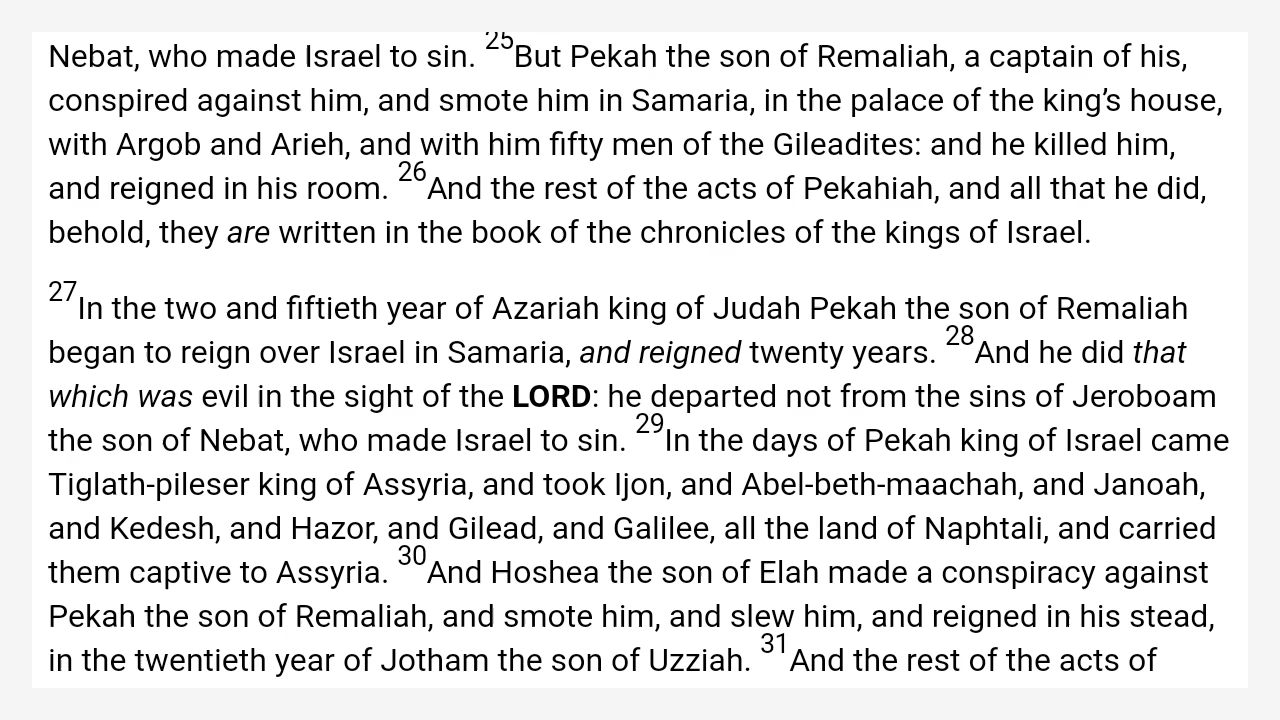 Nebat, who made Israel to sin. 25But Pekah the son of Remaliah, a captain of his,
conspired against him, and smote him in Samaria, in the palace of the king’s house,
with Argob and Arieh, and with him fifty men of the Gileadites: and he killed him,
and reigned in his room. 26And the rest of the acts of Pekahiah, and all that he did,
behold, they are written in the book of the chronicles of the kings of Israel.
27In the two and fiftieth year of Azariah king of Judah Pekah the son of Remaliah
began to reign over Israel in Samaria, and reigned twenty years. 28And he did that
which was evil in the sight of the LORD: he departed not from the sins of Jeroboam
the son of Nebat, who made Israel to sin. 29In the days of Pekah king of Israel came
Tiglath-pileser king of Assyria, and took Ijon, and Abel-beth-maachah, and Janoah,
and Kedesh, and Hazor, and Gilead, and Galilee, all the land of Naphtali, and carried
them captive to Assyria. 30And Hoshea the son of Elah made a conspiracy against
Pekah the son of Remaliah, and smote him, and slew him, and reigned in his stead,
in the twentieth year of Jotham the son of Uzziah. 31And the rest of the acts of